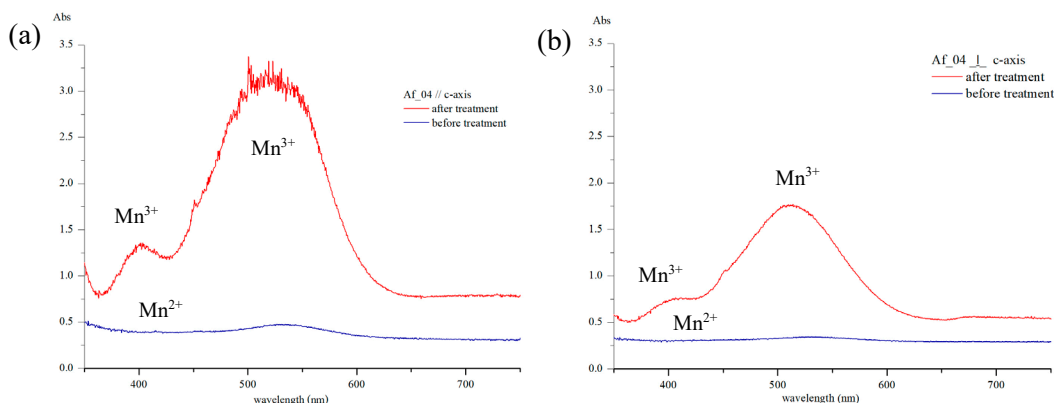 (a)
Abs
3.5
3.0
2.5
2.0
1.5
1.0
0.5
0.0
400
500
600
700
wavelength (nm)
Af_04 // c-axis
after treatment
before treatment
Mn³⁺
Mn³⁺
Mn²⁺
(b)
Abs
3.5
3.0
2.5
2.0
1.5
1.0
0.5
0.0
400
500
600
700
wavelength (nm)
Af_04 _|_ c-axis
after treatment
before treatment
Mn³⁺
Mn³⁺
Mn²⁺